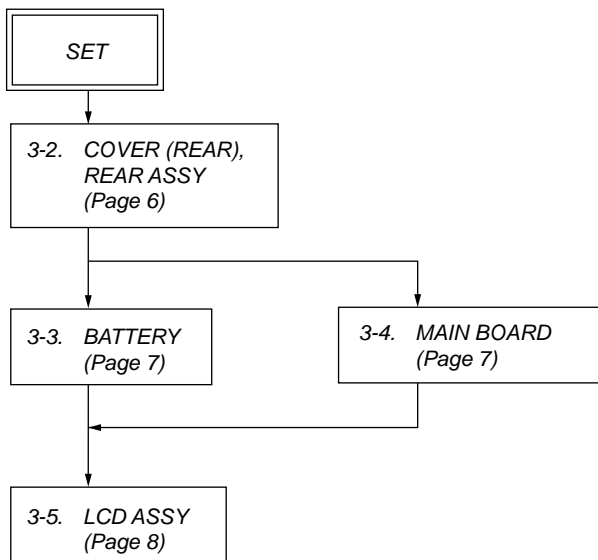 SET
3-2. COVER (REAR),
REAR ASSY
(Page 6)
3-3. BATTERY
(Page 7)
3-4. MAIN BOARD
(Page 7)
3-5. LCD ASSY
(Page 8)